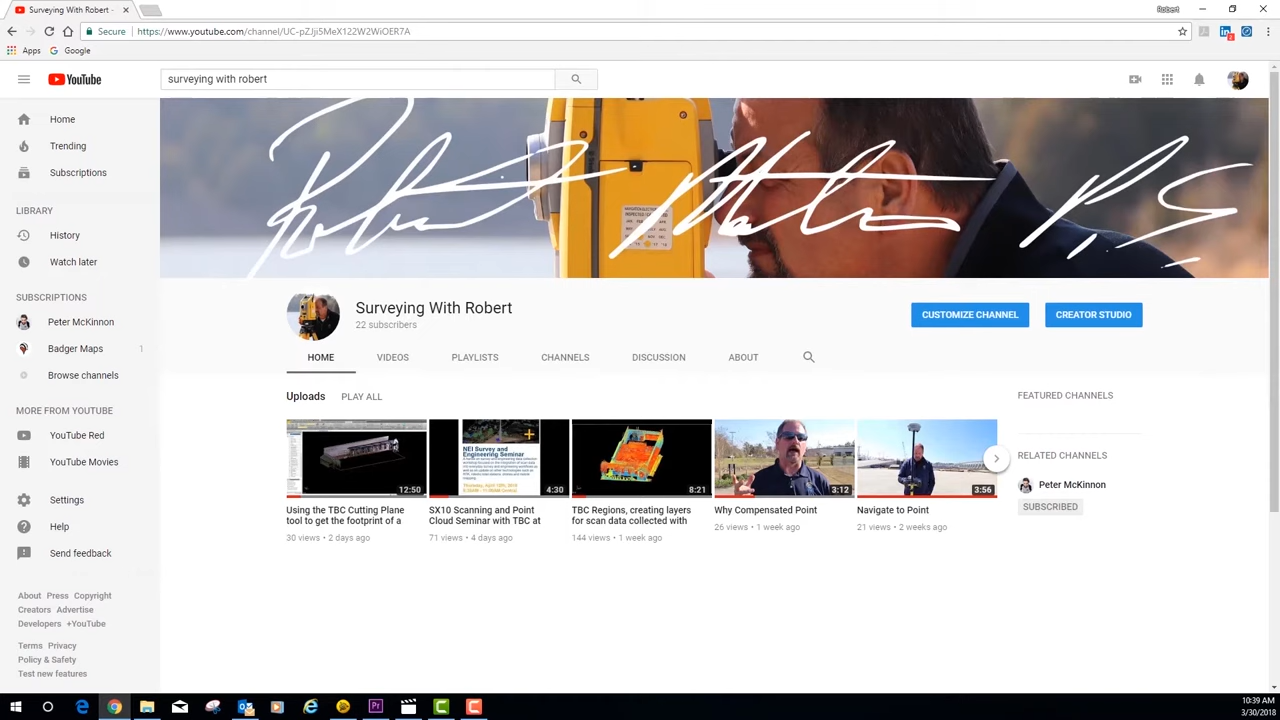 Surveying With Robert -
Robert
Secure
https://www.youtube.com/channel/UC-pZJji5MeX122W2WiOER7A
Apps
Google
YouTube
surveying with robert
Home
Trending
Subscriptions
LIBRARY
History
Watch later
SUBSCRIPTIONS
Peter McKinnon
Badger Maps 1
Browse channels
MORE FROM YOUTUBE
YouTube Red
YouTube Movies
Settings
Help
Send feedback
About Press Copyright
Creators Advertise
Developers +YouTube
Terms Privacy
Policy & Safety
Test new features
Surveying With Robert
22 subscribers
CUSTOMIZE CHANNEL
CREATOR STUDIO
HOME VIDEOS PLAYLISTS CHANNELS DISCUSSION ABOUT
Uploads PLAY ALL
12:50
Using the TBC Cutting Plane
tool to get the footprint of a
30 views • 2 days ago
NEI Survey and
Engineering Seminar
4:30
SX10 Scanning and Point
Cloud Seminar with TBC at
71 views • 4 days ago
8:21
TBC Regions, creating layers
for scan data collected with
144 views • 1 week ago
3:12
Why Compensated Point
26 views • 1 week ago
3:56
Navigate to Point
21 views • 2 weeks ago
FEATURED CHANNELS
RELATED CHANNELS
Peter McKinnon
SUBSCRIBED
10:39 AM
3/30/2018